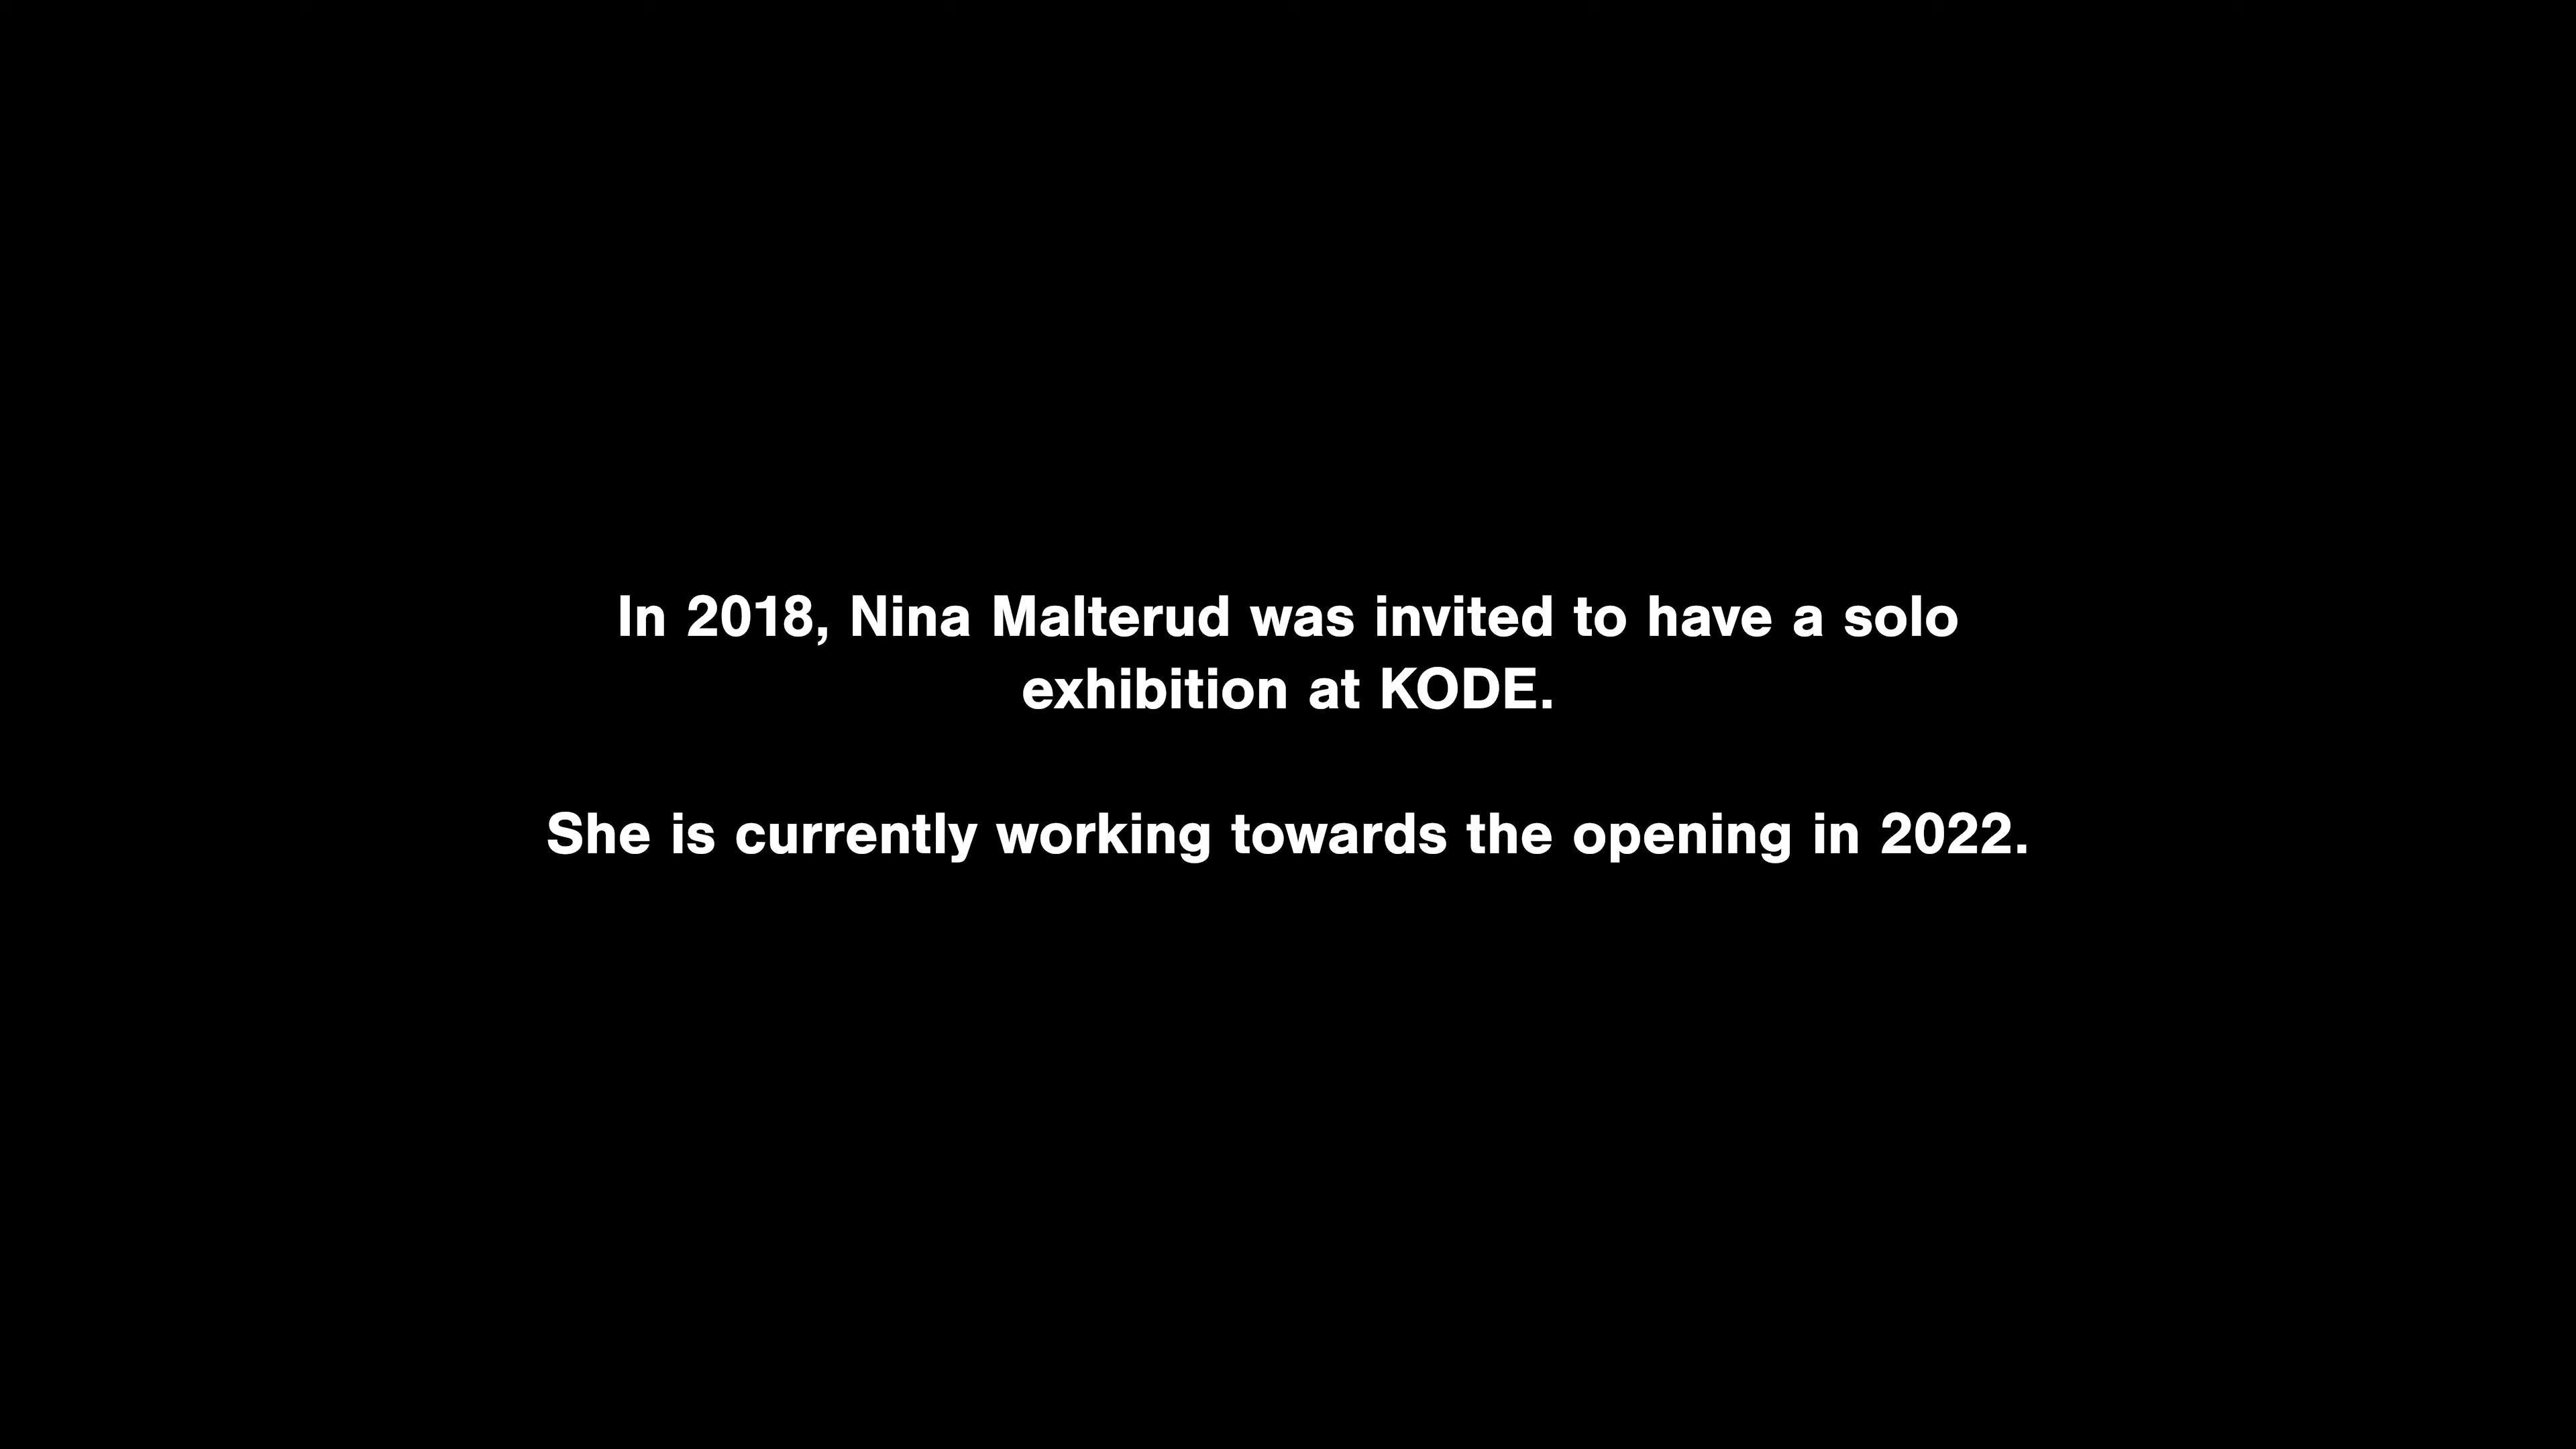 In 2018, Nina Malterud was invited to have a solo
exhibition at KODE.
She is currently working towards the opening in 2022.